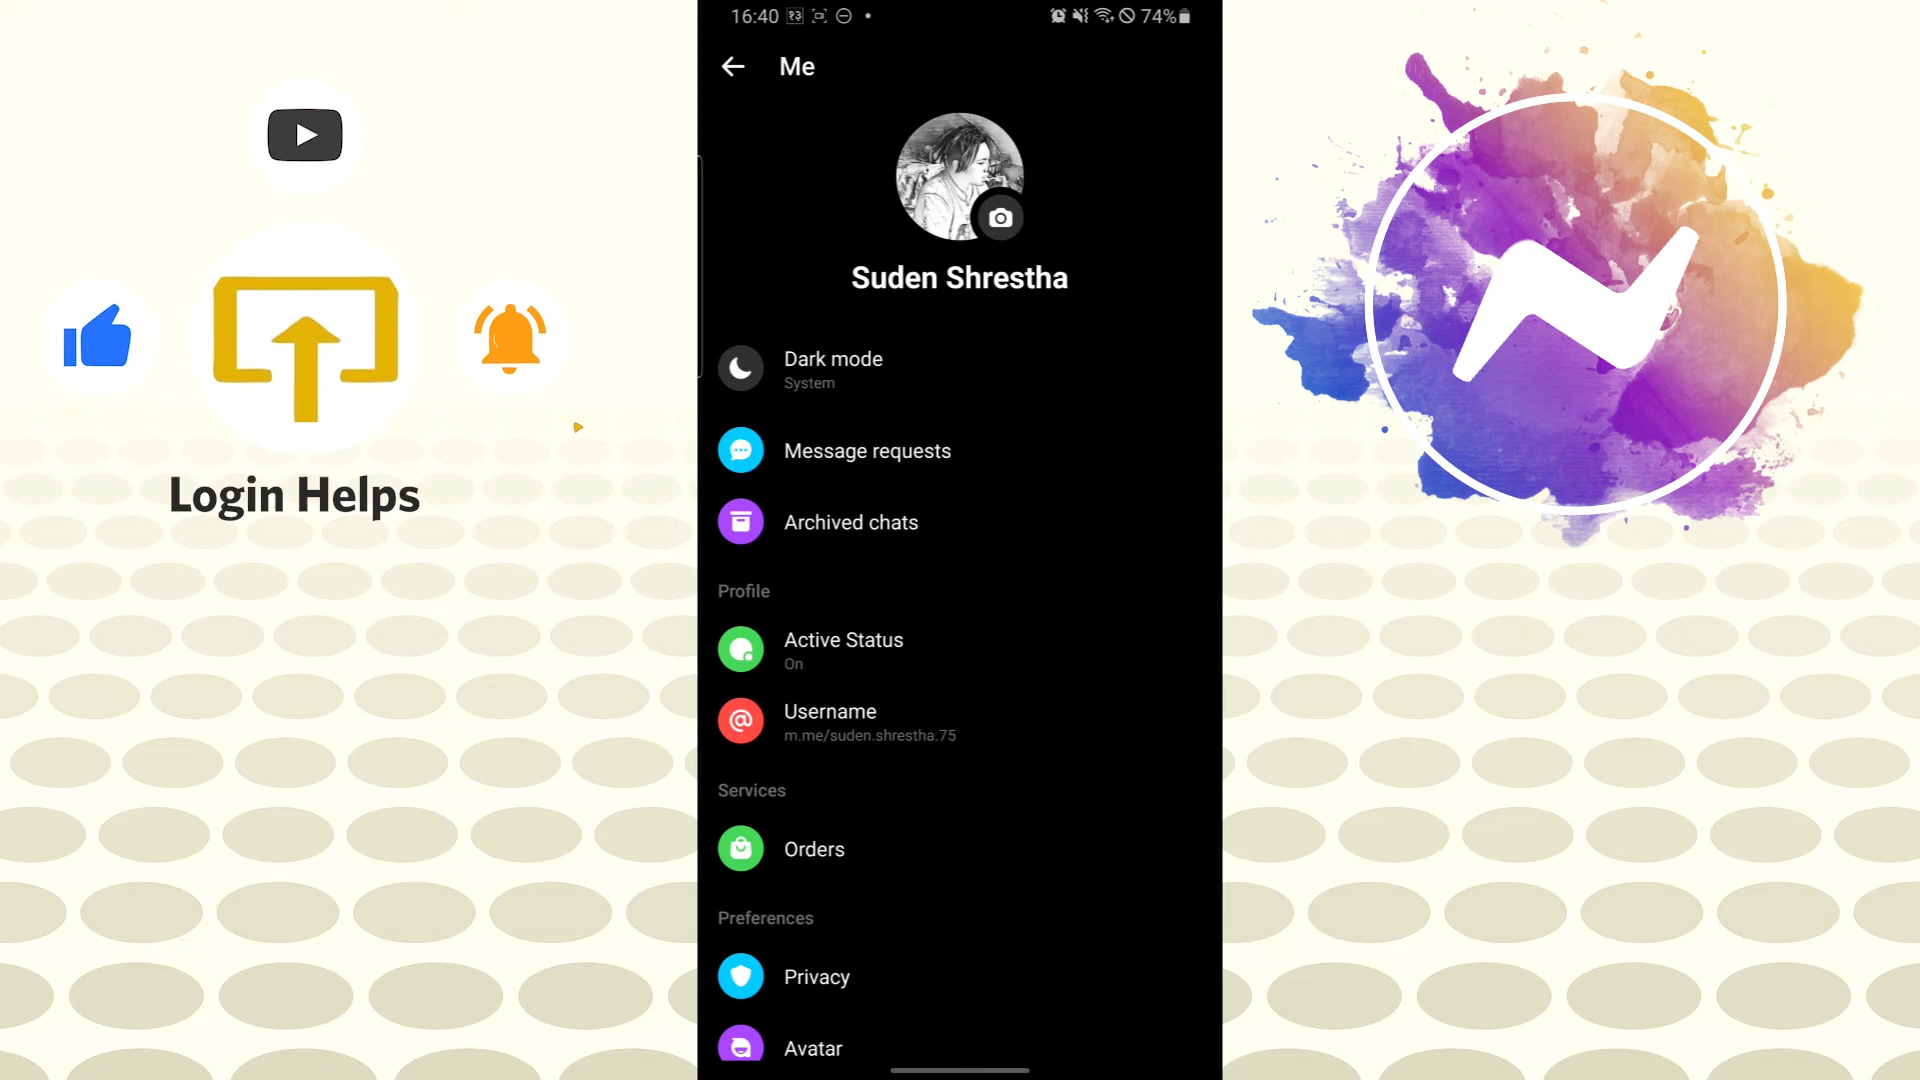 16:40 १३
74%
Me
Suden Shrestha
Dark mode
System
Message requests
Archived chats
Profile
Active Status
On
Username
m.me/suden.shrestha.75
Services
Orders
Preferences
Privacy
Avatar
Login Helps